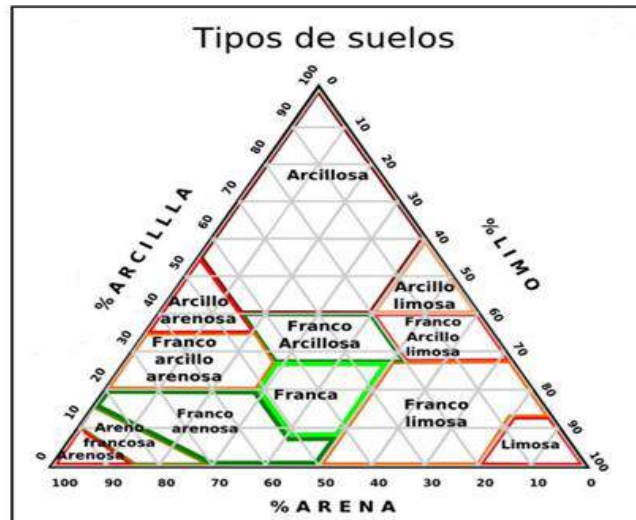 Tipos de suelos
100 0
90 10
80 20
70 30
60 40
50 50
40 60
30 70
20 80
10 90
0 100
% ARCILLLA
% LIMO
Arcillosa
Arcillo
limosa
Arcillo
arenosa
Franco
Arcillosa
Franco
Arcillo
limosa
Franco
arcillo
arenosa
Franca
Franco
limosa
Franco
arenosa
Areno
francosa
Arenosa
Limosa
100 90 80 70 60 50 40 30 20 10 0
% ARENA